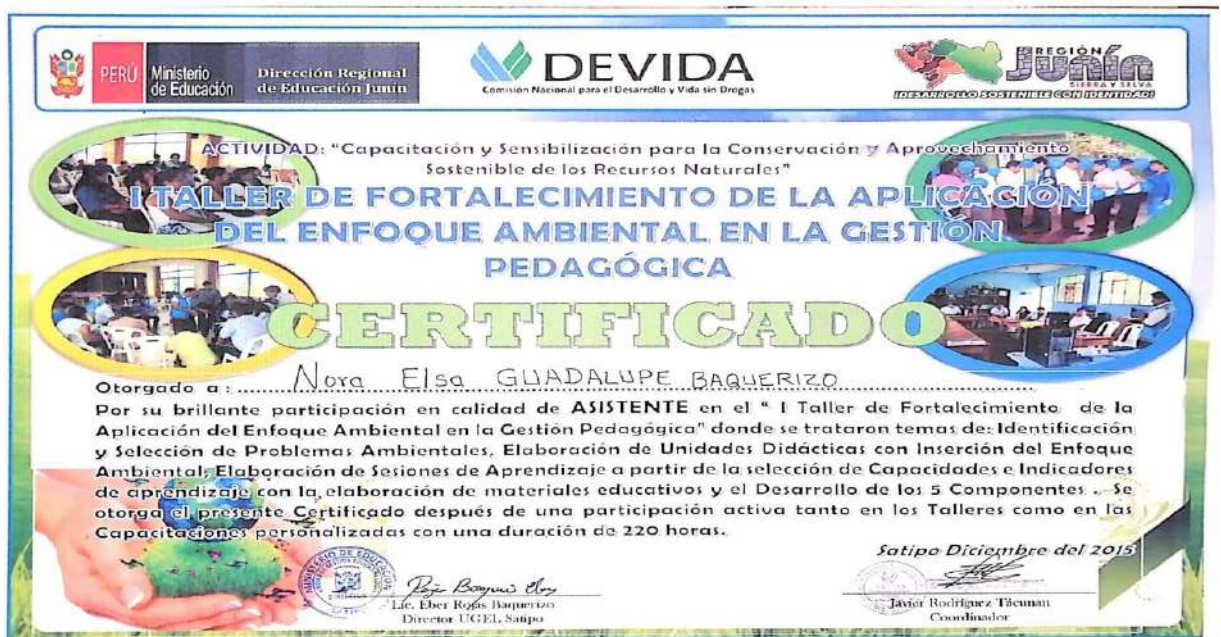 PERÚ
Ministerio
de Educación
Dirección Regional
de Educación Junín
DEVIDA
Comisión Nacional para el Desarrollo y Vida sin Drogas
REGIÓN
JUNÍN
SIERRA Y SELVA
¡DESARROLLO SOSTENIBLE CON IDENTIDAD!
ACTIVIDAD: "Capacitación y Sensibilización para la Conservación y Aprovechamiento
Sostenible de los Recursos Naturales"
I TALLER DE FORTALECIMIENTO DE LA APLICACIÓN
DEL ENFOQUE AMBIENTAL EN LA GESTIÓN
PEDAGÓGICA
CERTIFICADO
Otorgado a: Nora Elsa GUADALUPE BAQUERIZO
Por su brillante participación en calidad de ASISTENTE en el " I Taller de Fortalecimiento de la
Aplicación del Enfoque Ambiental en la Gestión Pedagógica" donde se trataron temas de: Identificación
y Selección de Problemas Ambientales, Elaboración de Unidades Didácticas con Inserción del Enfoque
Ambiental, Elaboración de Sesiones de Aprendizaje a partir de la selección de Capacidades e Indicadores
de aprendizaje con la elaboración de materiales educativos y el Desarrollo de los 5 Componentes . Se
otorga el presente Certificado después de una participación activa tanto en los Talleres como en las
Capacitaciones personalizadas con una duración de 220 horas.
Satipo Diciembre del 2015
MINISTERIO DE EDUCACIÓN
Lic. Eber Rojas Baquerizo
Director UGEL Satipo
Javier Rodríguez Tácunan
Coordinador